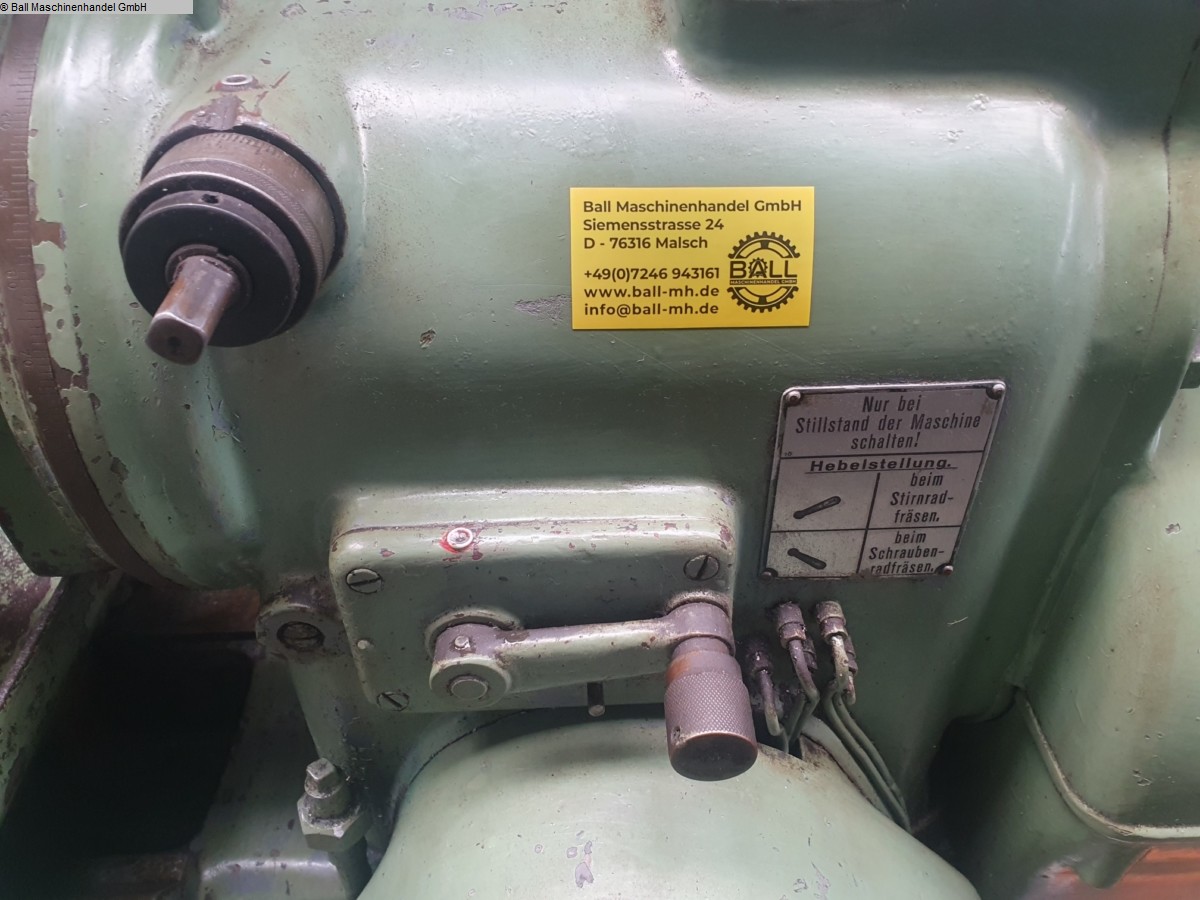 © Ball Maschinenhandel GmbH
Ball Maschinenhandel GmbH
Siemensstrasse 24
D - 76316 Malsch
+49(0)7246 943161
www.ball-mh.de
info@ball-mh.de
BALL
MASCHINENHANDEL GMBH
Nur bei
Stillstand der Maschine
schalten!
Hebelstellung.
beim
Stirnrad-
fräsen.
beim
Schrauben-
radfräsen.